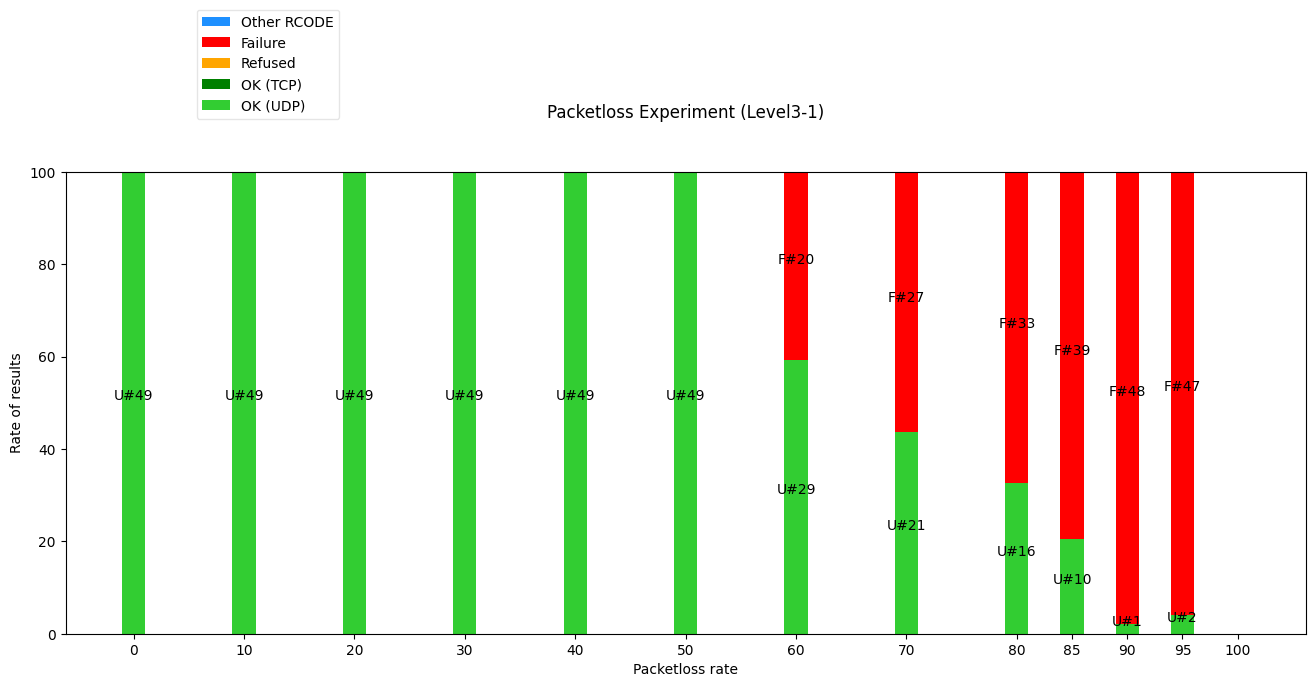 Other RCODE
Failure
Refused
OK (TCP)
OK (UDP)
Packetloss Experiment (Level3-1)
100
80
60
40
20
0
Rate of results
U#49
U#49
U#49
U#49
U#49
U#49
F#20
U#29
F#27
U#21
F#33
U#16
F#39
U#10
F#48
U#1
F#47
U#2
0 10 20 30 40 50 60 70 80 85 90 95 100
Packetloss rate